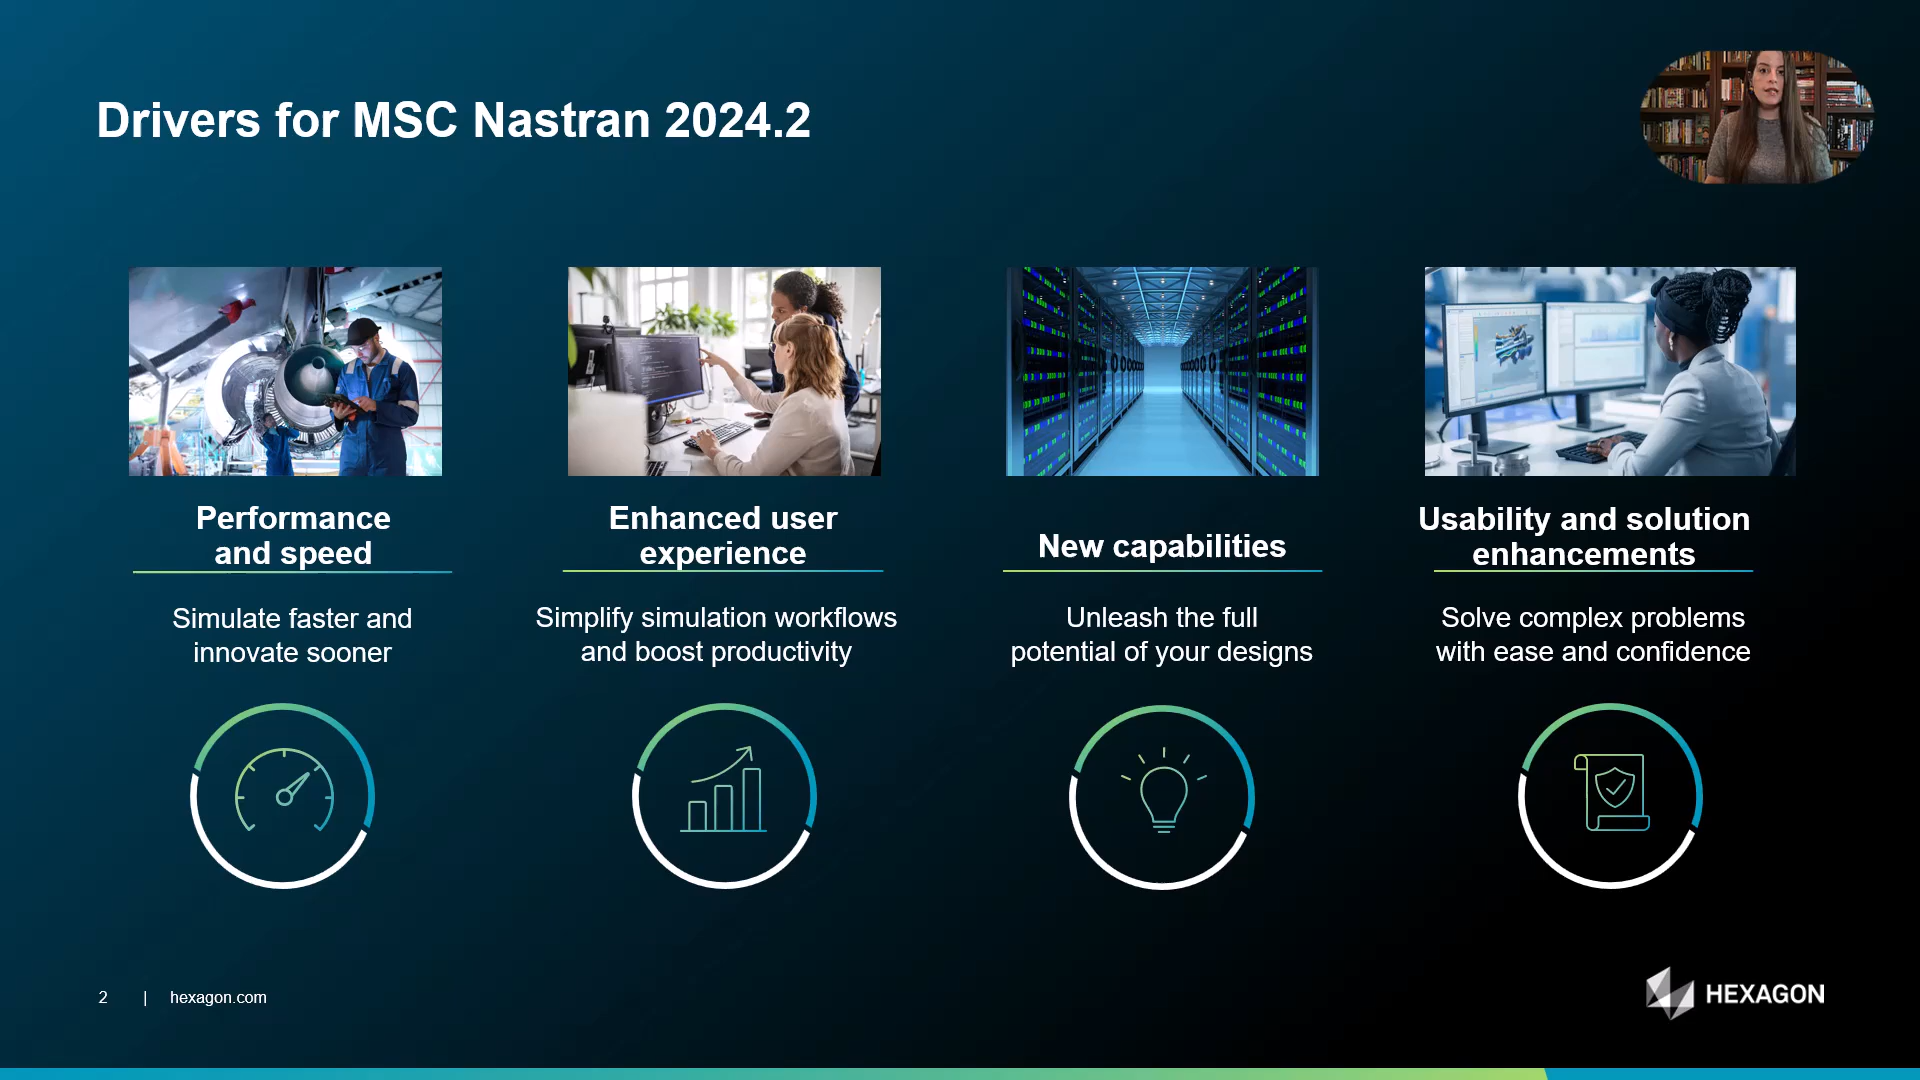 Drivers for MSC Nastran 2024.2
Performance
and speed
Simulate faster and
innovate sooner
Enhanced user
experience
Simplify simulation workflows
and boost productivity
New capabilities
Unleash the full
potential of your designs
Usability and solution
enhancements
Solve complex problems
with ease and confidence
2 | hexagon.com
HEXAGON